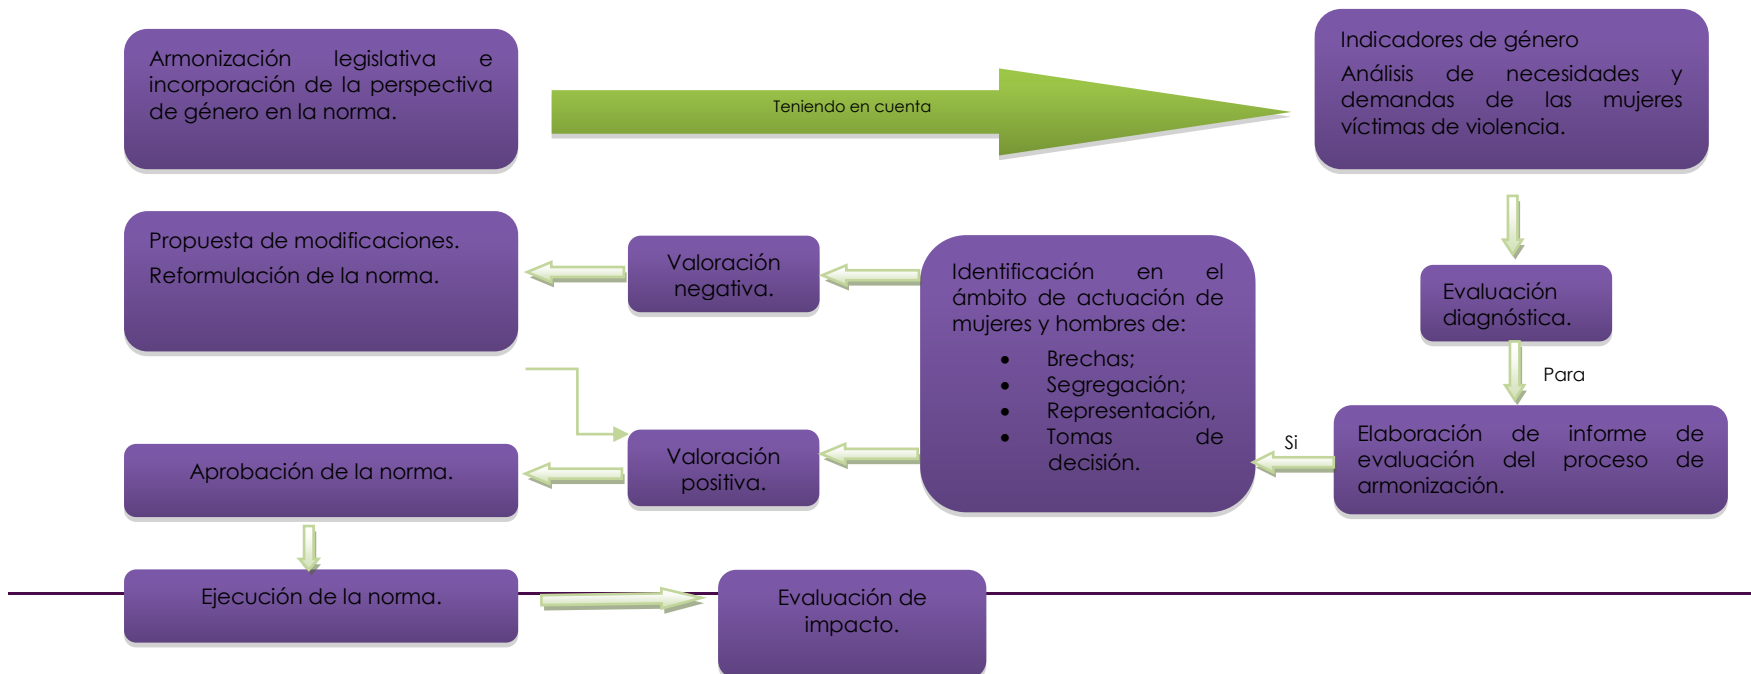 Armonización legislativa e
incorporación de la perspectiva
de género en la norma.
Teniendo en cuenta
Indicadores de género
Análisis de necesidades y
demandas de las mujeres
víctimas de violencia.
Evaluación
diagnóstica.
Para
Elaboración de informe de
evaluación del proceso de
armonización.
Si
Identificación en el
ámbito de actuación de
mujeres y hombres de:
• Brechas;
• Segregación;
• Representación,
• Tomas de
decisión.
Valoración
negativa.
Propuesta de modificaciones.
Reformulación de la norma.
Valoración
positiva.
Aprobación de la norma.
Ejecución de la norma.
Evaluación de
impacto.